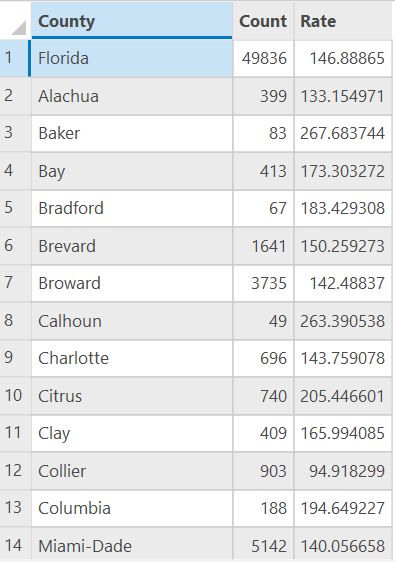 County Count Rate
1 Florida 49836 146.88865
2 Alachua 399 133.154971
3 Baker 83 267.683744
4 Bay 413 173.303272
5 Bradford 67 183.429308
6 Brevard 1641 150.259273
7 Broward 3735 142.48837
8 Calhoun 49 263.390538
9 Charlotte 696 143.759078
10 Citrus 740 205.446601
11 Clay 409 165.994085
12 Collier 903 94.918299
13 Columbia 188 194.649227
14 Miami-Dade 5142 140.056658